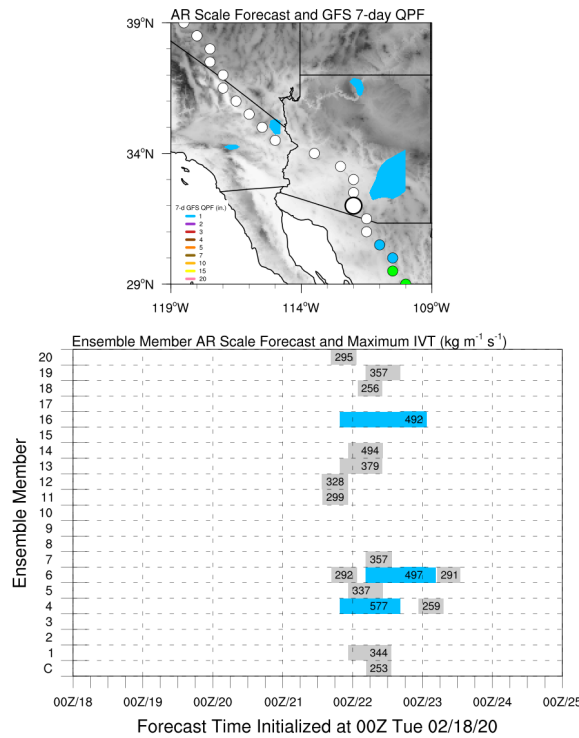 AR Scale Forecast and GFS 7-day QPF
39°N
34°N
29°N
7-d GFS QPF (in.)
1
2
3
4
5
7
10
15
20
119°W
114°W
109°W
Ensemble Member AR Scale Forecast and Maximum IVT (kg m⁻¹ s⁻¹)
Ensemble Member
20
295
19
357
18
256
17
16
492
15
14
494
13
379
12
328
11
299
10
9
8
7
357
6
292
497
291
5
337
4
577
259
3
2
1
344
C
253
00Z/18
00Z/19
00Z/20
00Z/21
00Z/22
00Z/23
00Z/24
00Z/25
Forecast Time Initialized at 00Z Tue 02/18/20